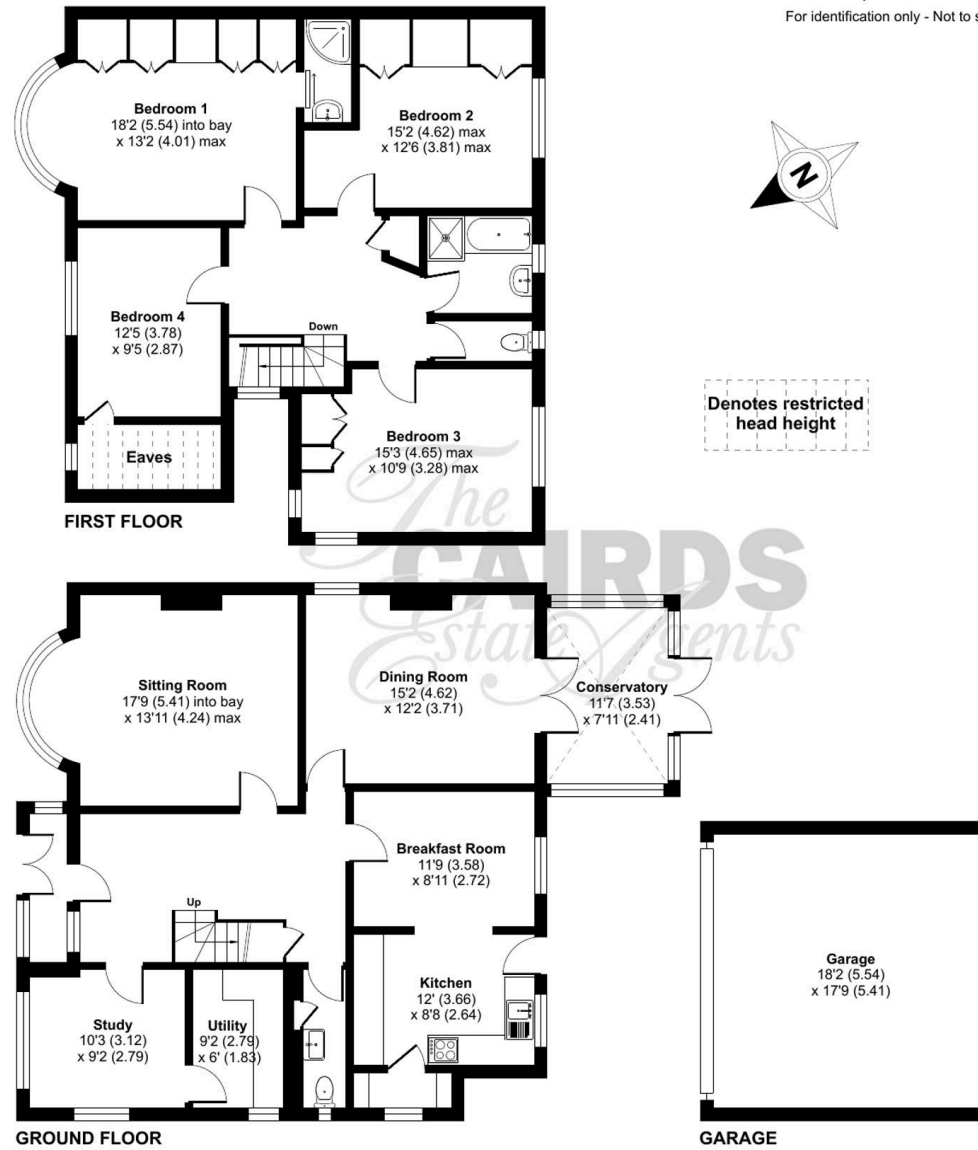 For identification only - Not to s
Bedroom 1
18'2 (5.54) into bay
x 13'2 (4.01) max
Bedroom 2
15'2 (4.62) max
x 12'6 (3.81) max
N
Bedroom 4
12'5 (3.78)
x 9'5 (2.87)
Down
Denotes restricted
head height
Bedroom 3
15'3 (4.65) max
x 10'9 (3.28) max
Eaves
FIRST FLOOR
The
CAIRDS
Estate Agents
Sitting Room
17'9 (5.41) into bay
x 13'11 (4.24) max
Dining Room
15'2 (4.62)
x 12'2 (3.71)
Conservatory
11'7 (3.53)
x 7'11 (2.41)
Breakfast Room
11'9 (3.58)
x 8'11 (2.72)
Up
Kitchen
12' (3.66)
x 8'8 (2.64)
Garage
18'2 (5.54)
x 17'9 (5.41)
Study
10'3 (3.12)
x 9'2 (2.79)
Utility
9'2 (2.79)
x 6' (1.83)
GROUND FLOOR
GARAGE